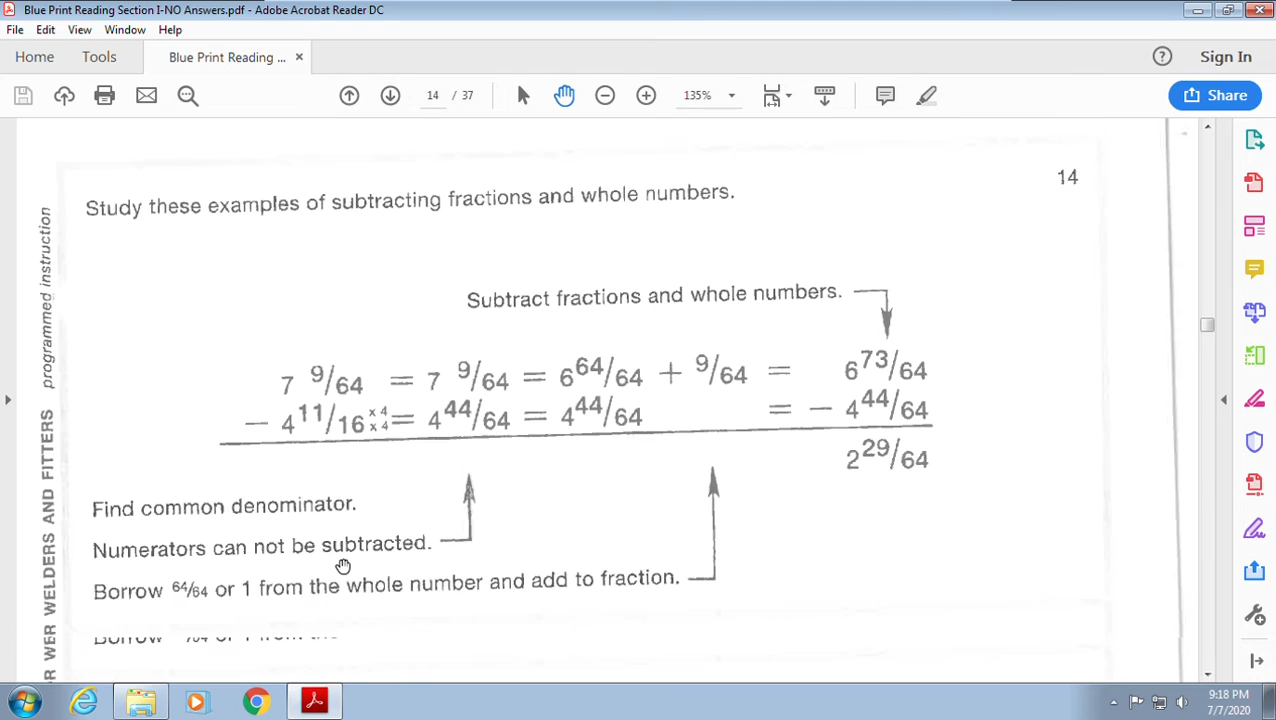 Blue Print Reading Section I-NO Answers.pdf - Adobe Acrobat Reader DC
File Edit View Window Help
Home Tools Blue Print Reading ... × Sign In
14 / 37 135% Share
14
Study these examples of subtracting fractions and whole numbers.
Subtract fractions and whole numbers.
7 9/64 = 7 9/64 = 6 64/64 + 9/64 = 6 73/64
− 4 11/16 × 4 × 4 = 4 44/64 = 4 44/64 = − 4 44/64
2 29/64
Find common denominator.
Numerators can not be subtracted.
Borrow 64/64 or 1 from the whole number and add to fraction.
programmed instruction
WELDERS AND FITTERS
9:18 PM
7/7/2020